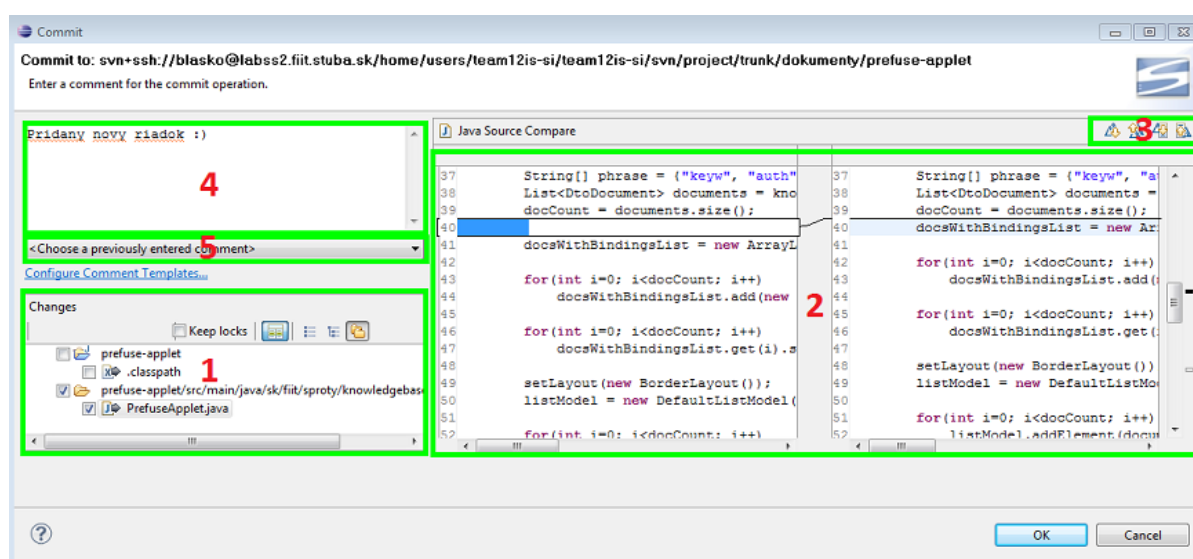 Commit
Commit to: svn+ssh://blasko@labss2.fiit.stuba.sk/home/users/team12is-si/team12is-si/svn/project/trunk/dokumenty/prefuse-applet
Enter a comment for the commit operation.
Pridany novy riadok :)
4
<Choose a previously entered comment>
5
Configure Comment Templates...
Changes
Keep locks
prefuse-applet
.classpath
1
prefuse-applet/src/main/java/sk/fiit/sproty/knowledgebase
PrefuseApplet.java
Java Source Compare
3
37 String[] phrase = {"keyw", "auth"
38 List<DtoDocument> documents = kno
39 docCount = documents.size();
40
41 docsWithBindingsList = new ArrayL
42
43 for(int i=0; i<docCount; i++)
44 docsWithBindingsList.add(new
45
46 for(int i=0; i<docCount; i++)
47 docsWithBindingsList.get(i).s
48
49 setLayout(new BorderLayout());
50 listModel = new DefaultListModel(
51
52 for(int i=0; i<docCount; i++)
2
37 String[] phrase = {"keyw", "a
38 List<DtoDocument> documents =
39 docCount = documents.size();
40 docsWithBindingsList = new Ar
41
42 for(int i=0; i<docCount; i++)
43 docsWithBindingsList.add(
44
45 for(int i=0; i<docCount; i++)
46 docsWithBindingsList.get(i
47
48 setLayout(new BorderLayout())
49 listModel = new DefaultListMo
50
51 for(int i=0; i<docCount; i++)
52 listModel.addElement(docu
OK
Cancel